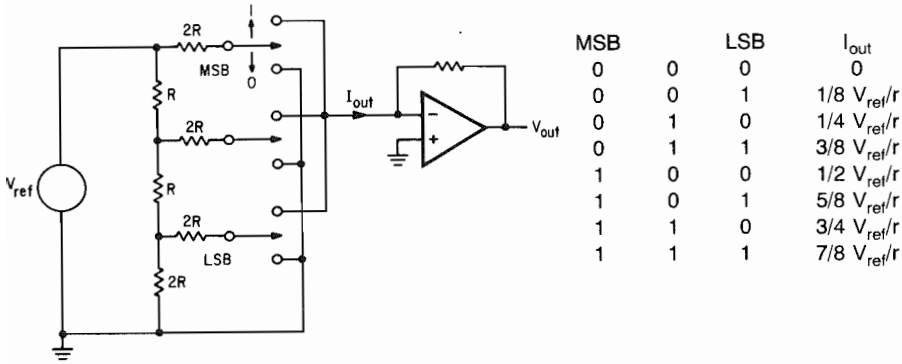 1
2R
MSB
0
R
2R
I_out
−
+
V_out
V_ref
R
2R
LSB
2R
MSB LSB I_out
0 0 0 0
0 0 1 1/8 V_ref/r
0 1 0 1/4 V_ref/r
0 1 1 3/8 V_ref/r
1 0 0 1/2 V_ref/r
1 0 1 5/8 V_ref/r
1 1 0 3/4 V_ref/r
1 1 1 7/8 V_ref/r